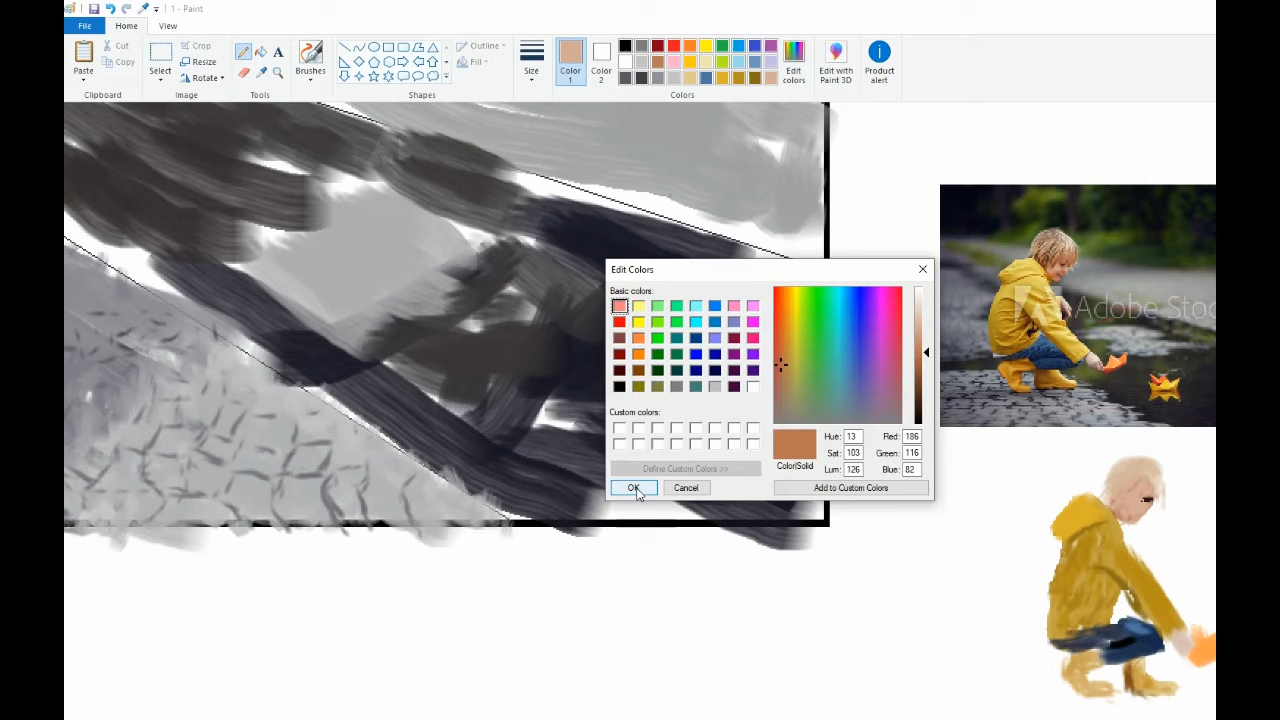 1 - Paint
File Home View
Paste
Cut
Copy
Clipboard
Select
Crop
Resize
Rotate
Image
A
Tools
Brushes
Shapes
Outline
Fill
Size
Color
1
Color
2
Edit
colors
Colors
Edit with
Paint 3D
Product
alert
Edit Colors
Basic colors:
Custom colors:
Define Custom Colors >>
OK Cancel
Color|Solid
Hue: 13
Sat: 103
Lum: 126
Red: 186
Green: 116
Blue: 82
Add to Custom Colors
Adobe Stoc